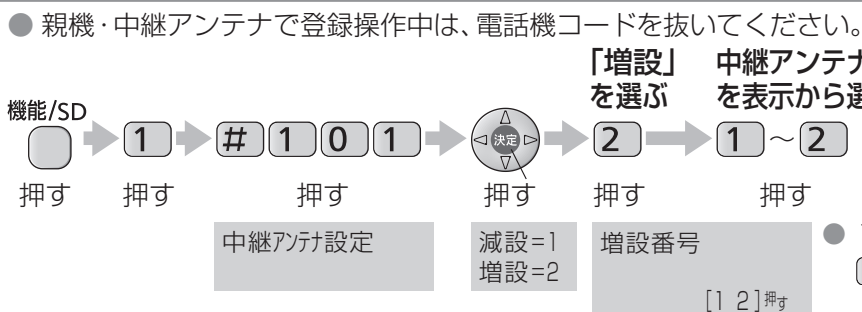 ● 親機・中継アンテナで登録操作中は、電話機コードを抜いてください。
「増設」 中継アンテナ
を選ぶ を表示から選
機能/SD
1 # 1 0 1 決定 2 1 ～ 2
押す 押す 押す 押す 押す 押す
中継ｱﾝﾃﾅ設定 減設=1 増設番号 ●
増設=2
[1 2]押す